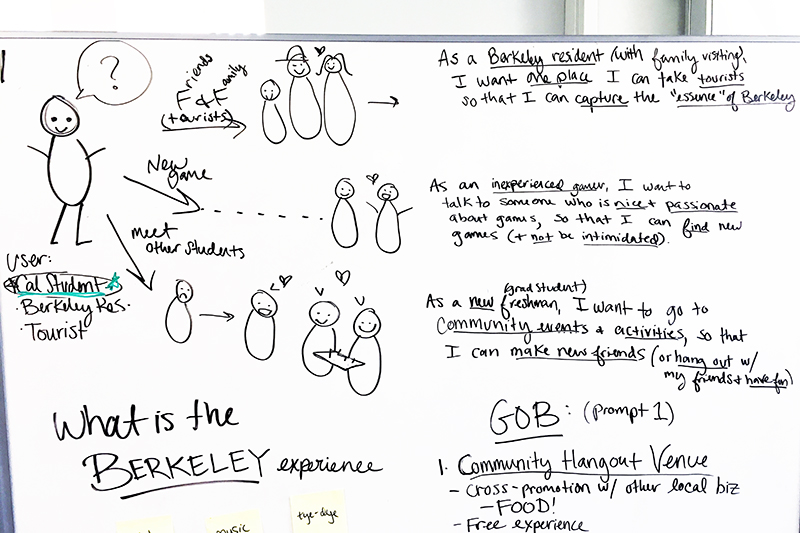 ?
Friends
& Family
(tourists)
As a Barkeley resident (with family visiting),
I want one place I can take tourists
so that I can capture the "essence" of Berkeley
New
game
As an inexperienced gamer, I want to
talk to someone who is nice + passionate
about games, so that I can find new
games (+ not be intimidated).
meet
other students
User:
Cal Student
· Berkeley Res.
· Tourist
(grad student)
As a new freshman, I want to go to
Community events + activities, so that
I can make new friends (or hang out w/
my friends + have fun)
What is the
BERKELEY experience
GOB: (prompt 1)
1. Community Hangout Venue
- Cross-promotion w/ other local biz
- FOOD!
- Free experience
music
tye-dye